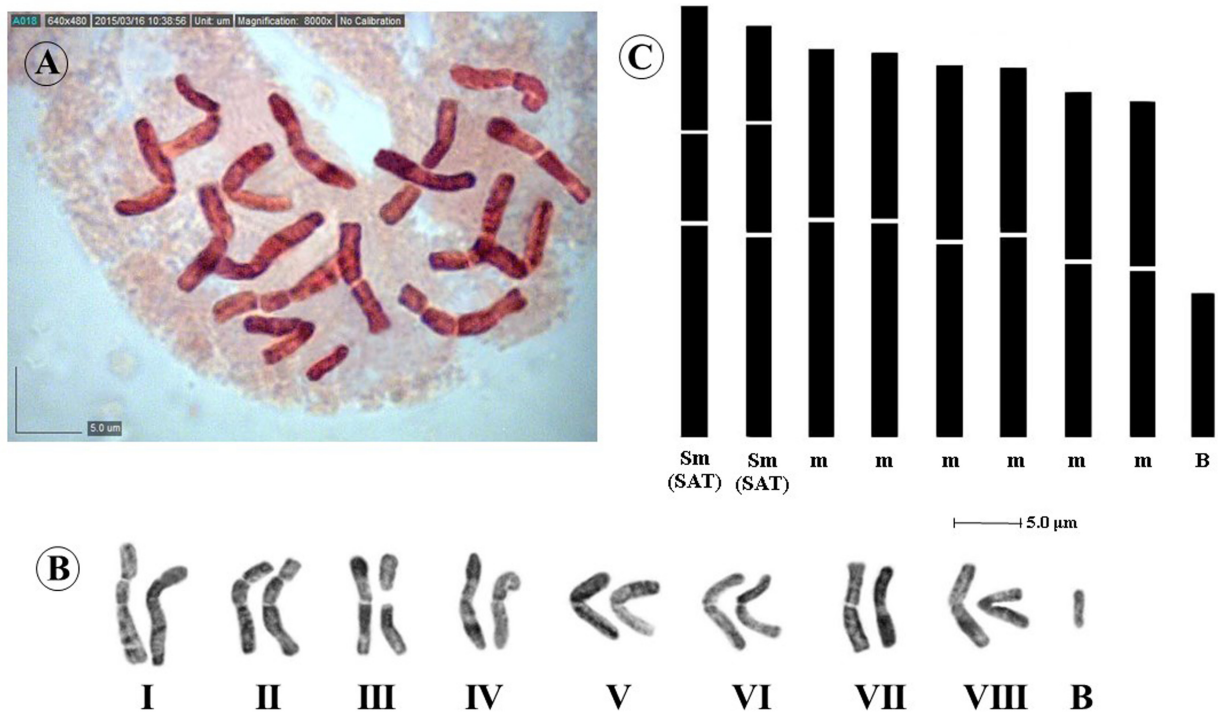 A018 640x480 2015/03/16 10:38:56 Unit: um Magnification: 8000x No Calibration
A
5.0 um
C
Sm Sm m m m m m m B
(SAT) (SAT)
5.0 µm
B
I II III IV V VI VII VIII B